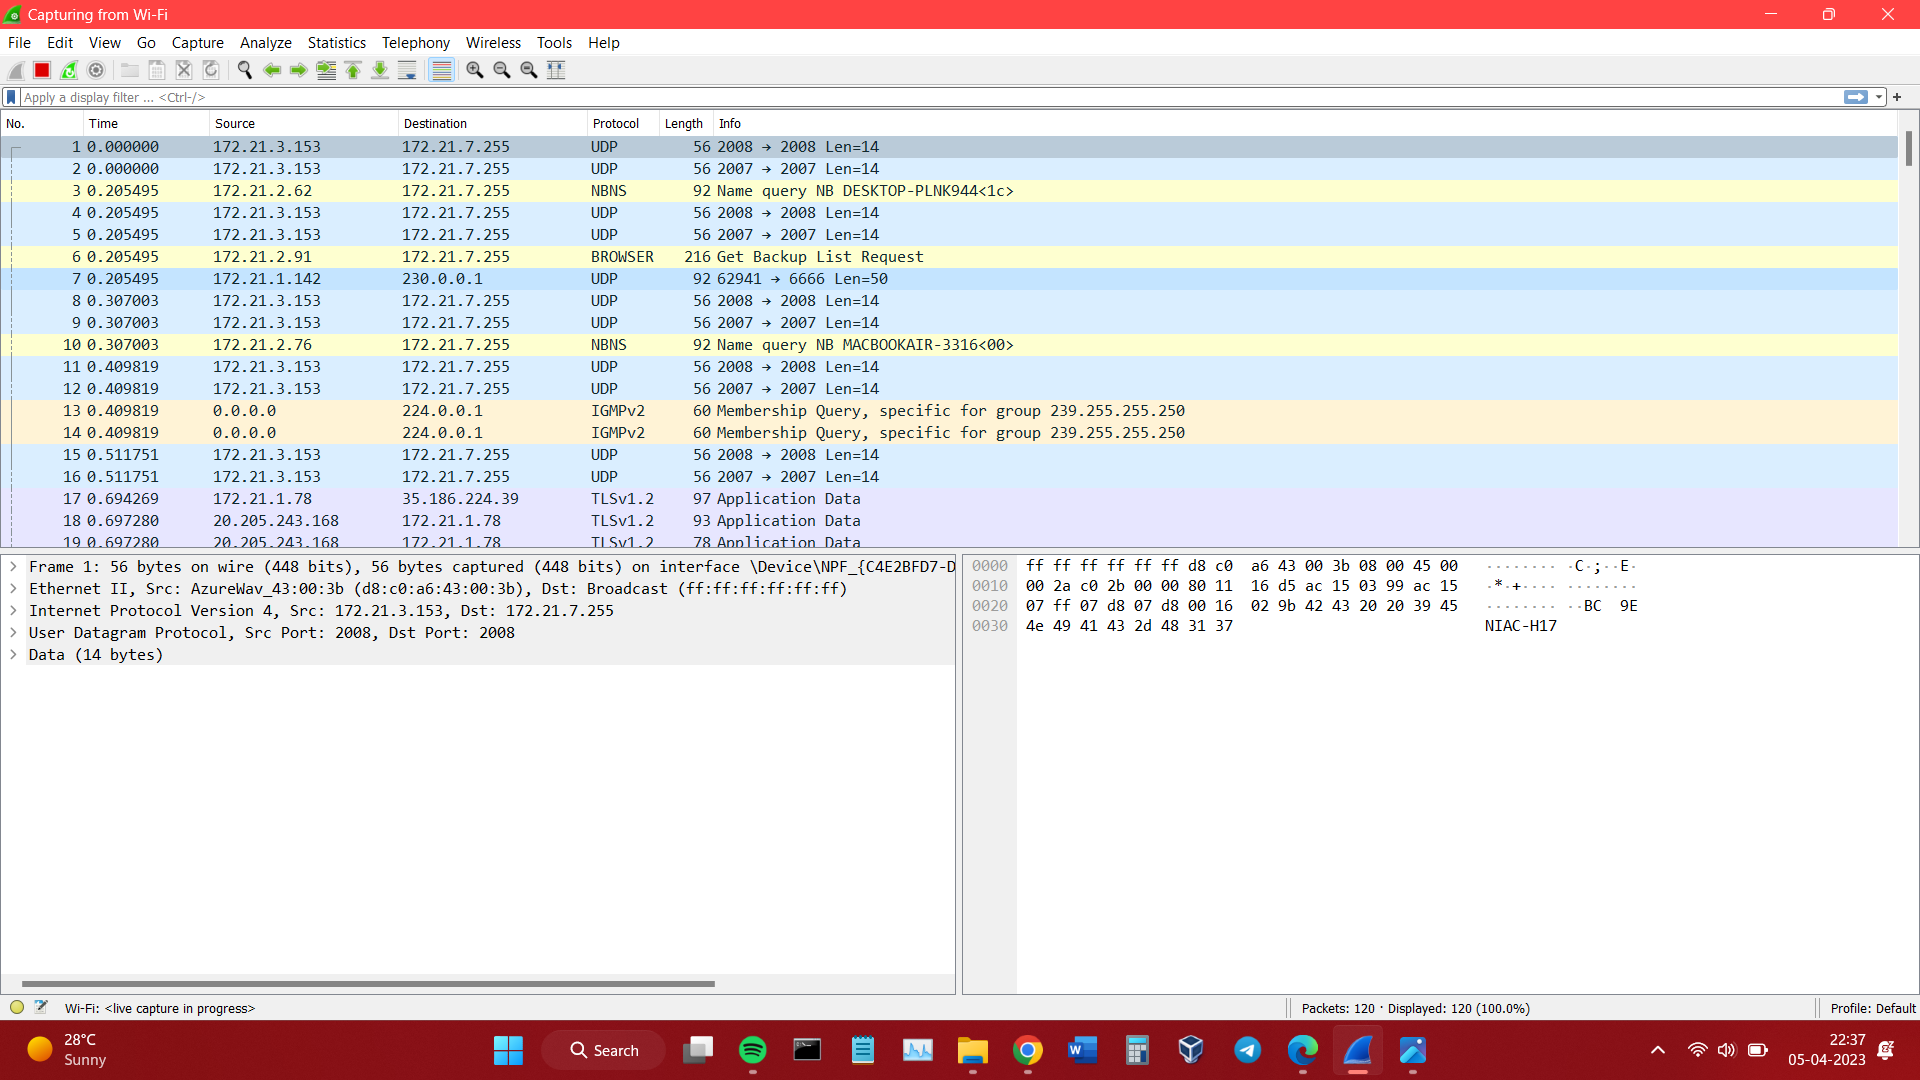 Capturing from Wi-Fi
File Edit View Go Capture Analyze Statistics Telephony Wireless Tools Help
Apply a display filter ... <Ctrl-/>
No. Time Source Destination Protocol Length Info
1 0.000000 172.21.3.153 172.21.7.255 UDP 56 2008 → 2008 Len=14
2 0.000000 172.21.3.153 172.21.7.255 UDP 56 2007 → 2007 Len=14
3 0.205495 172.21.2.62 172.21.7.255 NBNS 92 Name query NB DESKTOP-PLNK944<1c>
4 0.205495 172.21.3.153 172.21.7.255 UDP 56 2008 → 2008 Len=14
5 0.205495 172.21.3.153 172.21.7.255 UDP 56 2007 → 2007 Len=14
6 0.205495 172.21.2.91 172.21.7.255 BROWSER 216 Get Backup List Request
7 0.205495 172.21.1.142 230.0.0.1 UDP 92 62941 → 6666 Len=50
8 0.307003 172.21.3.153 172.21.7.255 UDP 56 2008 → 2008 Len=14
9 0.307003 172.21.3.153 172.21.7.255 UDP 56 2007 → 2007 Len=14
10 0.307003 172.21.2.76 172.21.7.255 NBNS 92 Name query NB MACBOOKAIR-3316<00>
11 0.409819 172.21.3.153 172.21.7.255 UDP 56 2008 → 2008 Len=14
12 0.409819 172.21.3.153 172.21.7.255 UDP 56 2007 → 2007 Len=14
13 0.409819 0.0.0.0 224.0.0.1 IGMPv2 60 Membership Query, specific for group 239.255.255.250
14 0.409819 0.0.0.0 224.0.0.1 IGMPv2 60 Membership Query, specific for group 239.255.255.250
15 0.511751 172.21.3.153 172.21.7.255 UDP 56 2008 → 2008 Len=14
16 0.511751 172.21.3.153 172.21.7.255 UDP 56 2007 → 2007 Len=14
17 0.694269 172.21.1.78 35.186.224.39 TLSv1.2 97 Application Data
18 0.697280 20.205.243.168 172.21.1.78 TLSv1.2 93 Application Data
19 0.697280 20.205.243.168 172.21.1.78 TLSv1.2 78 Application Data
Frame 1: 56 bytes on wire (448 bits), 56 bytes captured (448 bits) on interface \Device\NPF_{C4E2BFD7-D
Ethernet II, Src: AzureWav_43:00:3b (d8:c0:a6:43:00:3b), Dst: Broadcast (ff:ff:ff:ff:ff:ff)
Internet Protocol Version 4, Src: 172.21.3.153, Dst: 172.21.7.255
User Datagram Protocol, Src Port: 2008, Dst Port: 2008
Data (14 bytes)
0000 ff ff ff ff ff ff d8 c0 a6 43 00 3b 08 00 45 00 ········ ·C·;··E·
0010 00 2a c0 2b 00 00 80 11 16 d5 ac 15 03 99 ac 15 ·*·+···· ········
0020 07 ff 07 d8 07 d8 00 16 02 9b 42 43 20 20 39 45 ········ ··BC  9E
0030 4e 49 41 43 2d 48 31 37 NIAC-H17
Wi-Fi: <live capture in progress>
Packets: 120 · Displayed: 120 (100.0%)
Profile: Default
28°C
Sunny
Search
22:37
05-04-2023